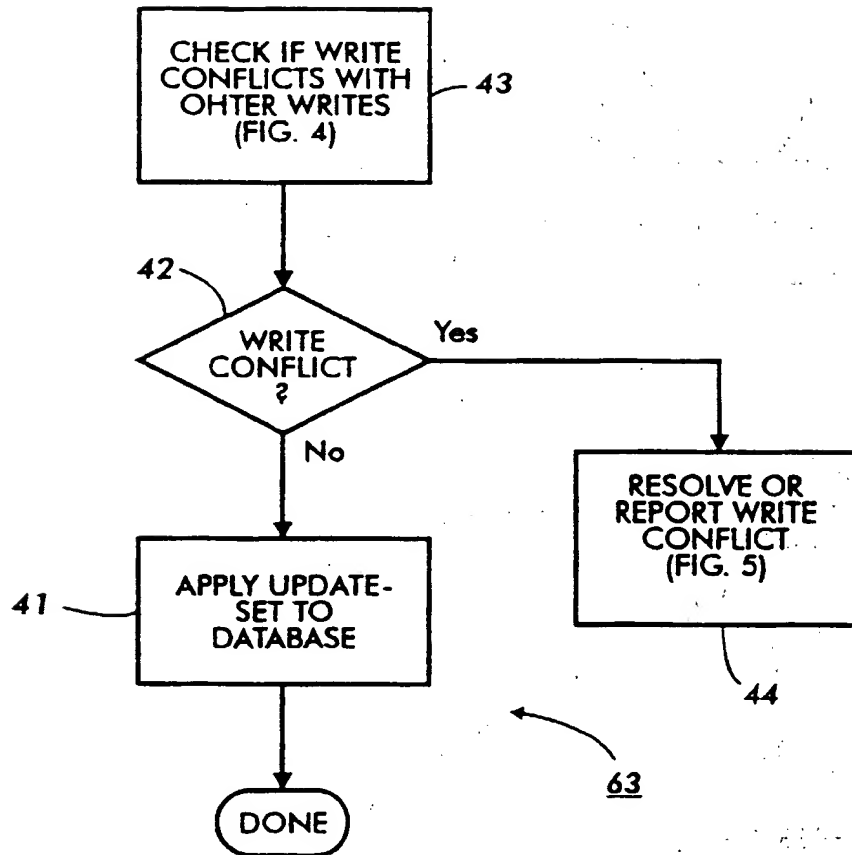 CHECK IF WRITE
CONFLICTS WITH
OHTER WRITES
(FIG. 4)
43
42
WRITE
CONFLICT
?
Yes
No
RESOLVE OR
REPORT WRITE
CONFLICT
(FIG. 5)
41
APPLY UPDATE-
SET TO
DATABASE
44
63
DONE